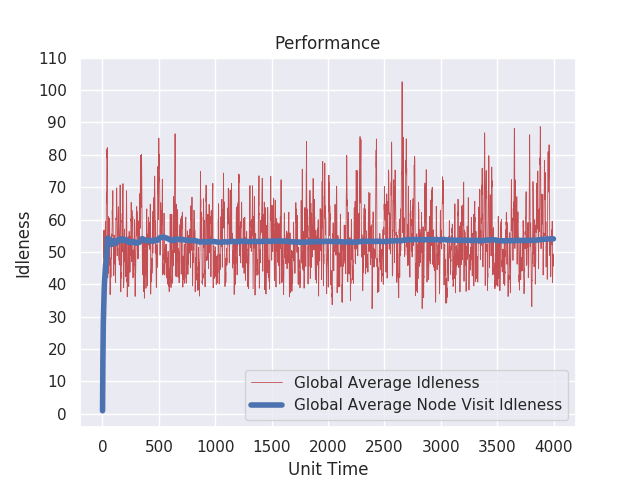 Performance
110
100
90
80
70
60
50
40
30
20
10
0
Idleness
Global Average Idleness
Global Average Node Visit Idleness
0 500 1000 1500 2000 2500 3000 3500 4000
Unit Time